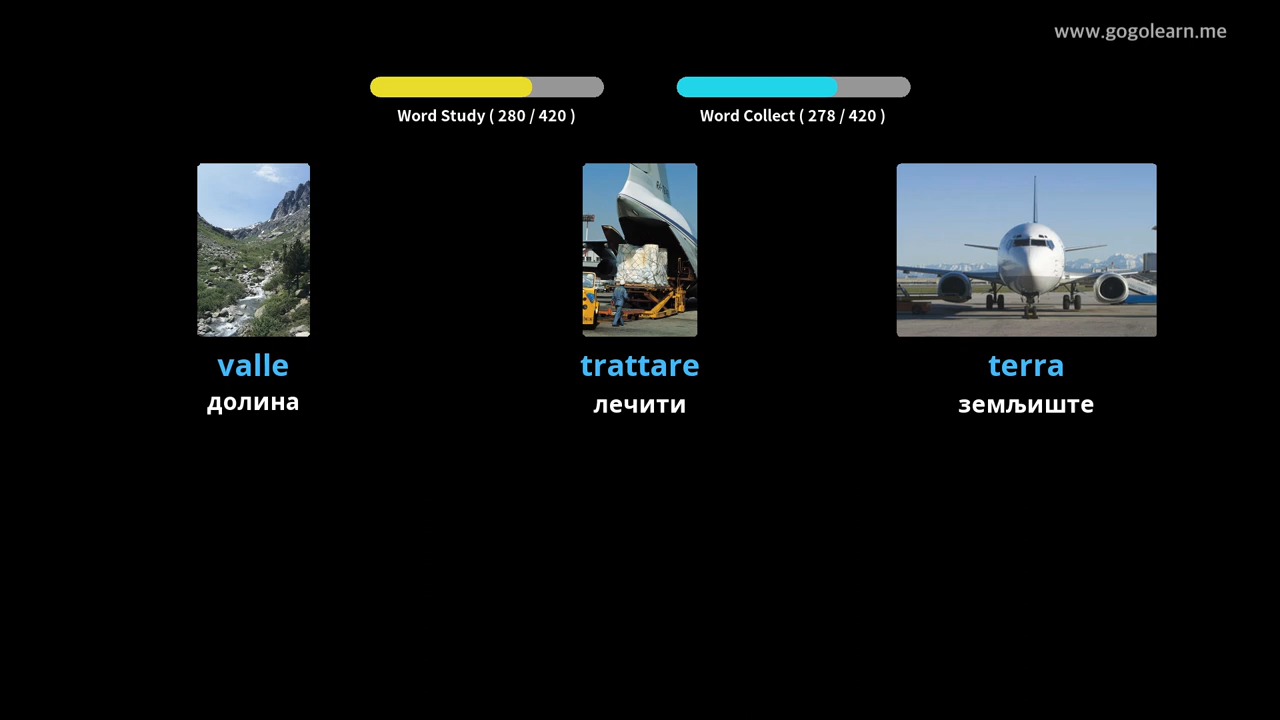 www.gogolearn.me
Word Study ( 280 / 420 )
Word Collect ( 278 / 420 )
valle
trattare
terra
долина
лечити
земљиште